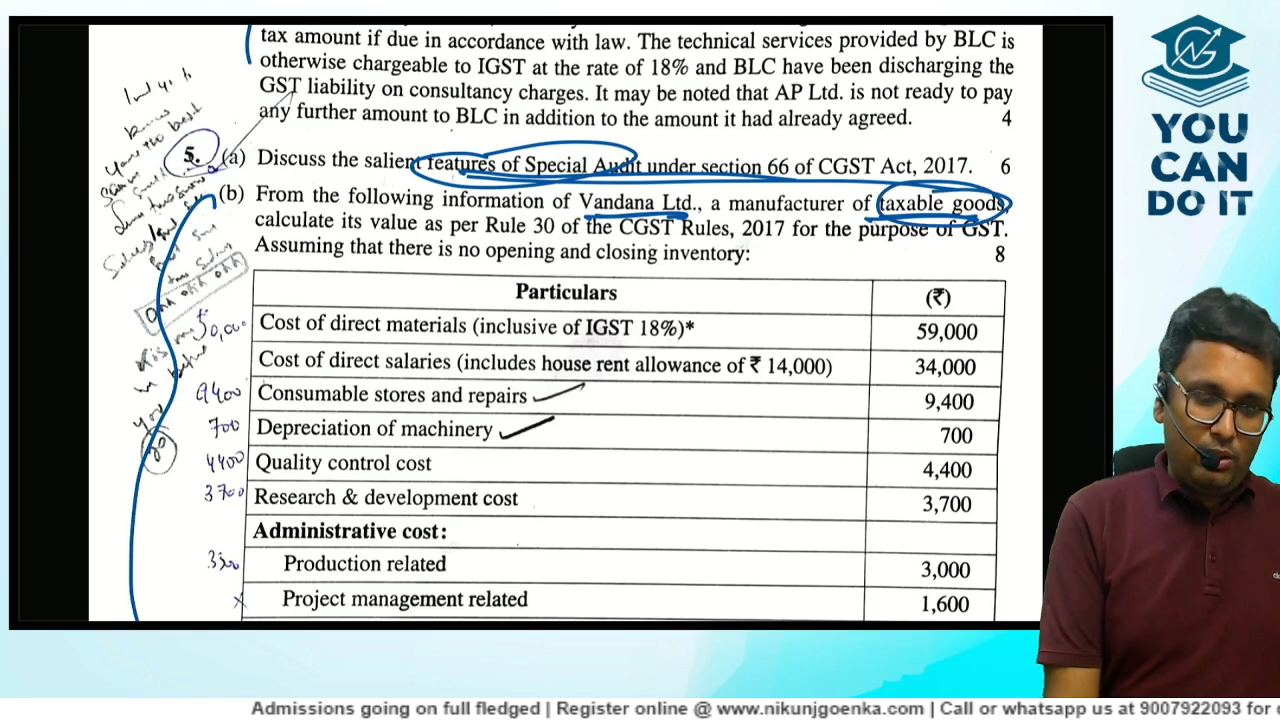 tax amount if due in accordance with law. The technical services provided by BLC is
otherwise chargeable to IGST at the rate of 18% and BLC have been discharging the
GST liability on consultancy charges. It may be noted that AP Ltd. is not ready to pay
any further amount to BLC in addition to the amount it had already agreed. 4
5. (a) Discuss the salient features of Special Audit under section 66 of CGST Act, 2017. 6
(b) From the following information of Vandana Ltd., a manufacturer of taxable goods,
calculate its value as per Rule 30 of the CGST Rules, 2017 for the purpose of GST.
Assuming that there is no opening and closing inventory: 8
Particulars (₹)
Cost of direct materials (inclusive of IGST 18%)* 59,000
Cost of direct salaries (includes house rent allowance of ₹ 14,000) 34,000
9400 Consumable stores and repairs 9,400
700 Depreciation of machinery 700
4400 Quality control cost 4,400
3700 Research & development cost 3,700
Administrative cost:
Production related 3,000
Project management related 1,600
YOU
CAN
DO IT
Admissions going on full fledged | Register online @ www.nikunjgoenka.com | Call or whatsapp us at 9007922093 for